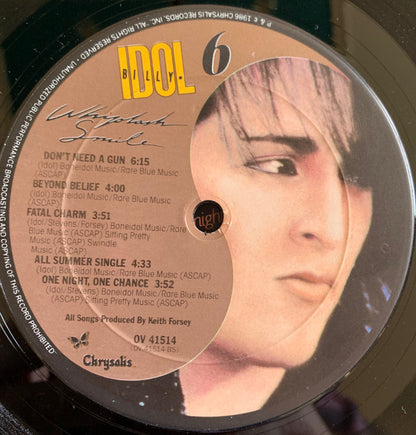 ℗ & © 1986 CHRYSALIS RECORDS, INC. ALL RIGHTS RESERVED - UNAUTHORIZED PUBLIC PERFORMANCE BROADCASTING AND COPYING OF THIS RECORD PROHIBITED
IDOL
BILLY
6
Whiplash
Smile
DON'T NEED A GUN 6:15
(Idol) Boneidol Music/Rare Blue Music
(ASCAP)
BEYOND BELIEF 4:00
(Idol) Boneidol Music/Rare Blue Music
(ASCAP)
FATAL CHARM 3:51
(Idol/Stevens/Forsey) Boneidol Music/Rare
Blue Music (ASCAP) Sitting Pretty
Music (ASCAP) Swindle
Music (ASCAP)
ALL SUMMER SINGLE 4:33
(Idol) Boneidol Music/Rare Blue Music (ASCAP)
ONE NIGHT, ONE CHANCE 3:52
(Idol/Stevens) Boneidol Music/Rare Blue Music
(ASCAP) Sitting Pretty Music (ASCAP)
All Songs Produced By Keith Forsey
OV 41514
(OV 41514 BS)
Chrysalis
high